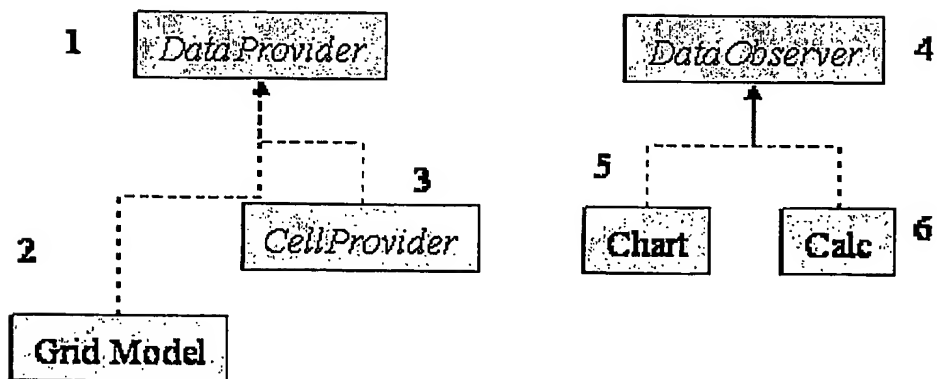 1
DataProvider
DataObserver
4
3
5
2
CellProvider
Chart
Calc
6
Grid Model